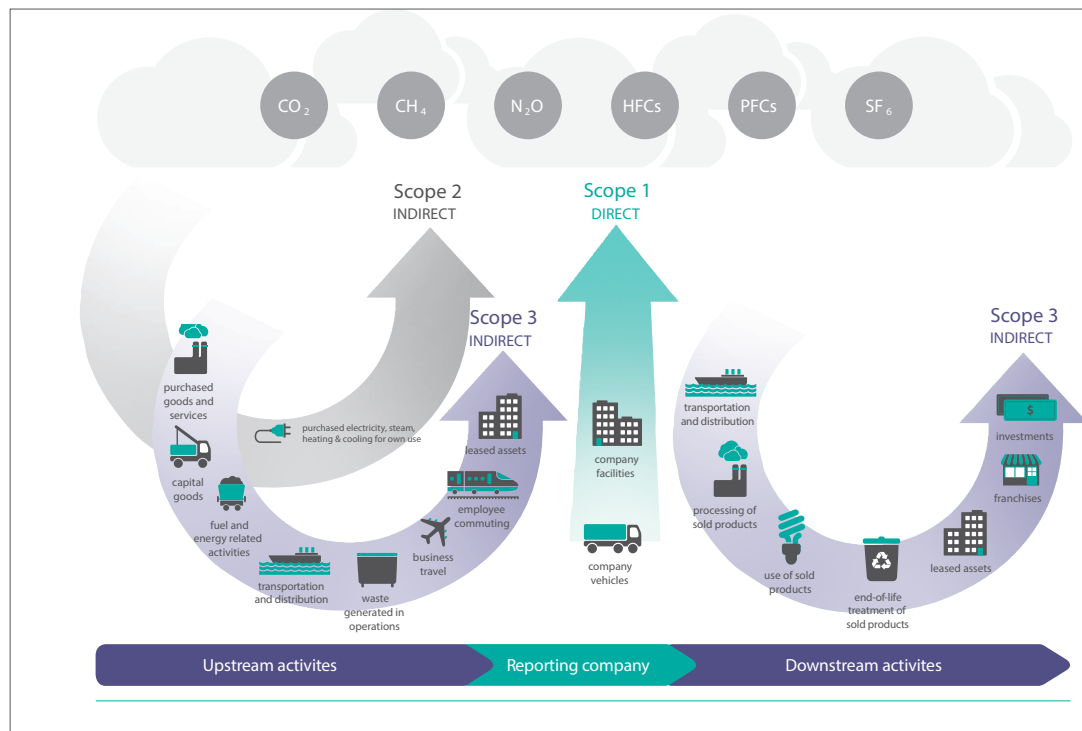 CO₂
CH₄
N₂O
HFCs
PFCs
SF₆
Scope 2
INDIRECT
Scope 1
DIRECT
Scope 3
INDIRECT
Scope 3
INDIRECT
purchased
goods and
services
capital
goods
fuel and
energy related
activities
purchased electricity, steam,
heating & cooling for own use
transportation
and distribution
waste
generated in
operations
business
travel
employee
commuting
leased assets
company
facilities
company
vehicles
transportation
and distribution
processing of
sold products
use of sold
products
end-of-life
treatment of
sold products
leased assets
franchises
$
investments
Upstream activites
Reporting company
Downstream activites